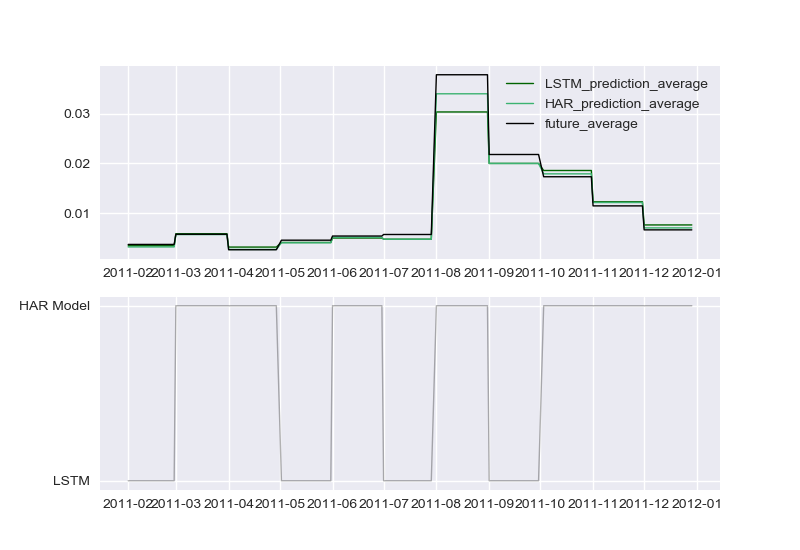 LSTM_prediction_average
HAR_prediction_average
future_average
0.03
0.02
0.01
2011-02 2011-03 2011-04 2011-05 2011-06 2011-07 2011-08 2011-09 2011-10 2011-11 2011-12 2012-01
HAR Model
LSTM
2011-02 2011-03 2011-04 2011-05 2011-06 2011-07 2011-08 2011-09 2011-10 2011-11 2011-12 2012-01